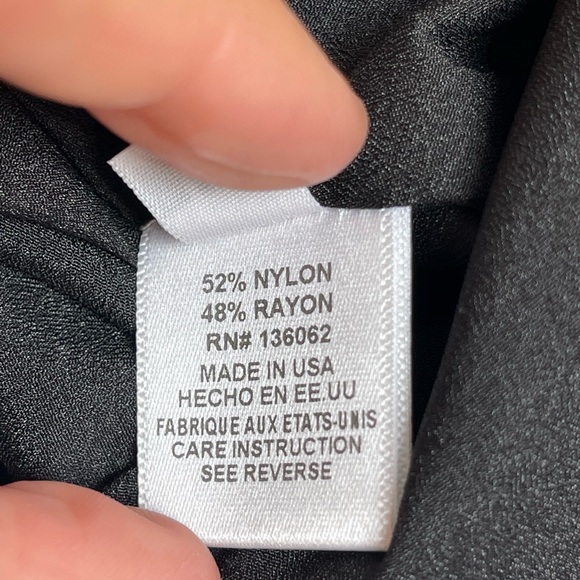 52% NYLON
48% RAYON
RN# 136062
MADE IN USA
HECHO EN EE.UU
FABRIQUE AUX ETATS-UNIS
CARE INSTRUCTION
SEE REVERSE